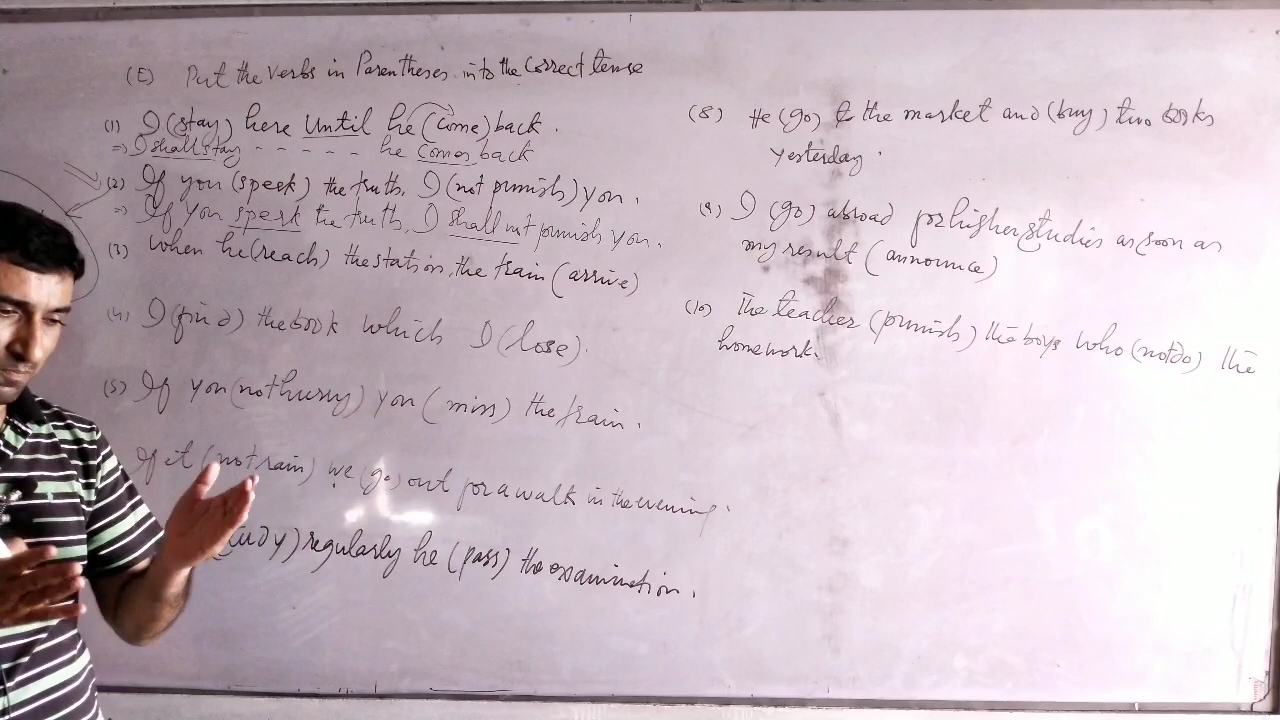 (E) Put the verbs in Parentheses into the correct tense
(1) I (stay) here until he (come) back.
=> I shall stay - - - - - he comes back
(2) If you (speek) the truth, I (not punish) you.
=> If you speak the truth, I shall not punish you.
(3) when he (reach) the station, the train (arrive)
(4) I (find) the book which I (lose).
(5) If you (not hurry) you (miss) the train.
If it (not rain) we (go) out for a walk in the evening.
regularly he (pass) the examination.
(8) He (go) to the market and (buy) two books
yesterday.
(9) I (go) abroad for higher studies as soon as
my result (announce)
(10) The teacher (punish) the boys who (not do) the
homework.